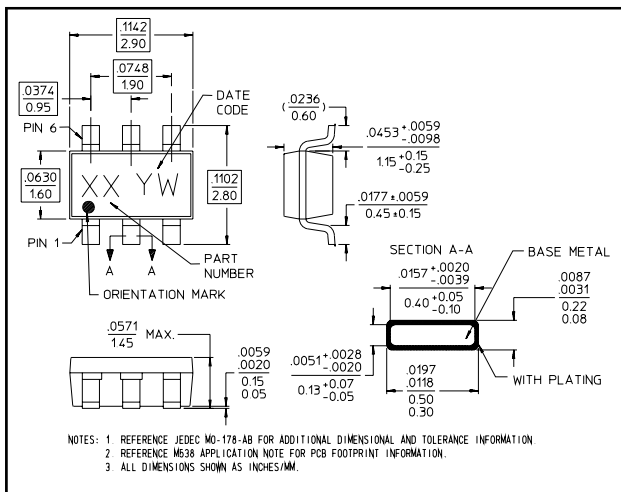 .1142
2.90
.0748
1.90
.0374
0.95
DATE
CODE
PIN 6
.0630
1.60
XX YW
.1102
2.80
PIN 1
A A
PART
NUMBER
ORIENTATION MARK
(.0236
0.60)
.0453 +.0059
-.0098
1.15 +0.15
-0.25
.0177 ±.0059
0.45 ±0.15
SECTION A-A
BASE METAL
.0157 +.0020
-.0039
0.40 +0.05
-0.10
.0087
.0031
0.22
0.08
.0051 +.0028
-.0020
0.13 +0.07
-0.05
WITH PLATING
.0197
.0118
0.50
0.30
.0571
1.45 MAX.
.0059
.0020
0.15
0.05
NOTES: 1. REFERENCE JEDEC MO-178-AB FOR ADDITIONAL DIMENSIONAL AND TOLERANCE INFORMATION.
2. REFERENCE M538 APPLICATION NOTE FOR PCB FOOTPRINT INFORMATION.
3. ALL DIMENSIONS SHOWN AS INCHES/MM.